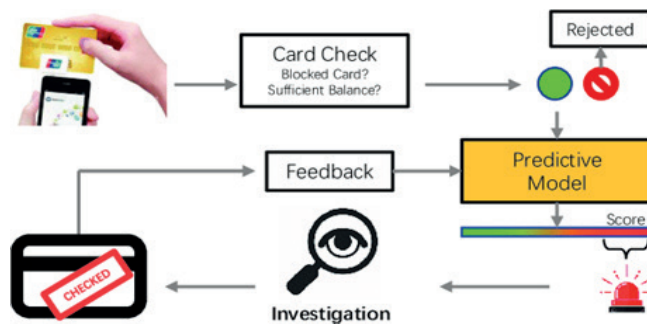 Rejected
Card Check
Blocked Card?
Sufficient Balance?
Feedback
Predictive
Model
Score
CHECKED
Investigation